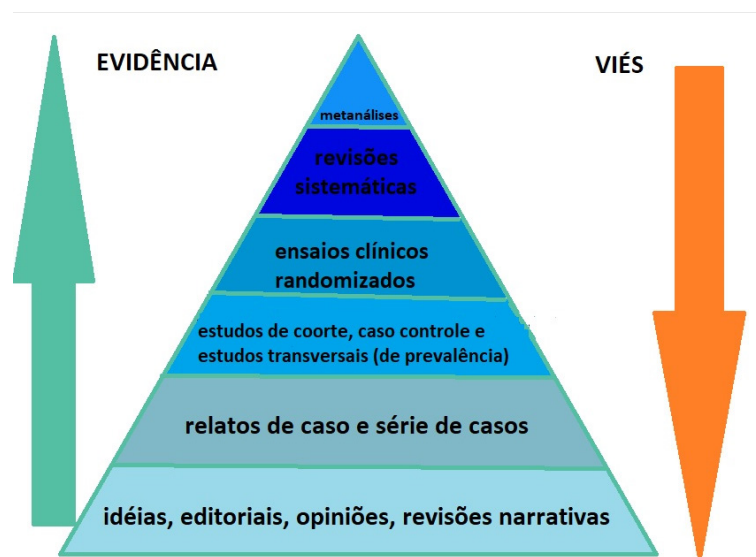 EVIDÊNCIA
VIÉS
metanálises
revisões
sistemáticas
ensaios clínicos
randomizados
estudos de coorte, caso controle e
estudos transversais (de prevalência)
relatos de caso e série de casos
idéias, editoriais, opiniões, revisões narrativas